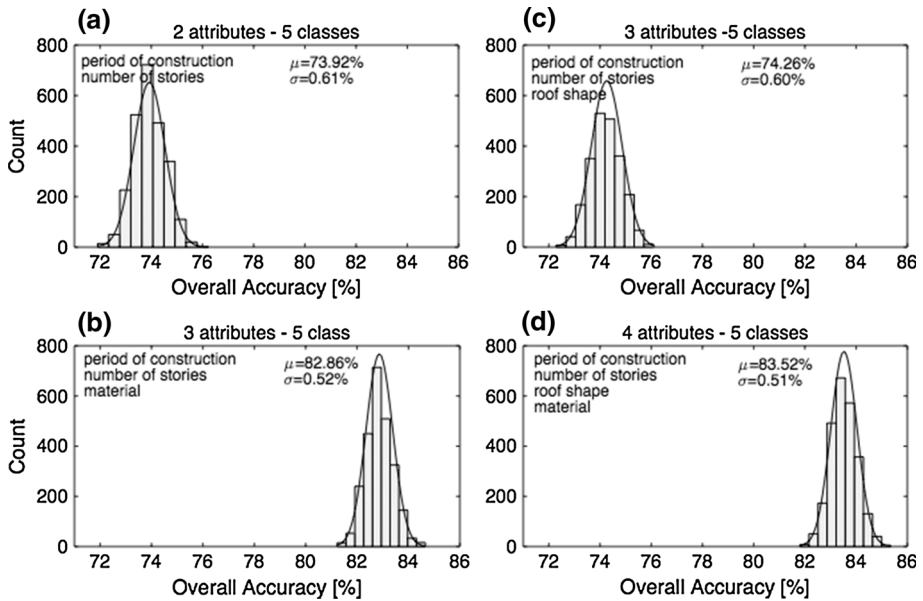 (a)
2 attributes - 5 classes
800
600
400
200
0
Count
period of construction
number of stories
μ=73.92%
σ=0.61%
72 74 76 78 80 82 84 86
Overall Accuracy [%]
(c)
3 attributes -5 classes
800
600
400
200
0
period of construction
number of stories
roof shape
μ=74.26%
σ=0.60%
72 74 76 78 80 82 84 86
Overall Accuracy [%]
(b)
3 attributes - 5 class
800
600
400
200
0
Count
period of construction
number of stories
material
μ=82.86%
σ=0.52%
72 74 76 78 80 82 84 86
Overall Accuracy [%]
(d)
4 attributes - 5 classes
800
600
400
200
0
period of construction
number of stories
roof shape
material
μ=83.52%
σ=0.51%
72 74 76 78 80 82 84 86
Overall Accuracy [%]